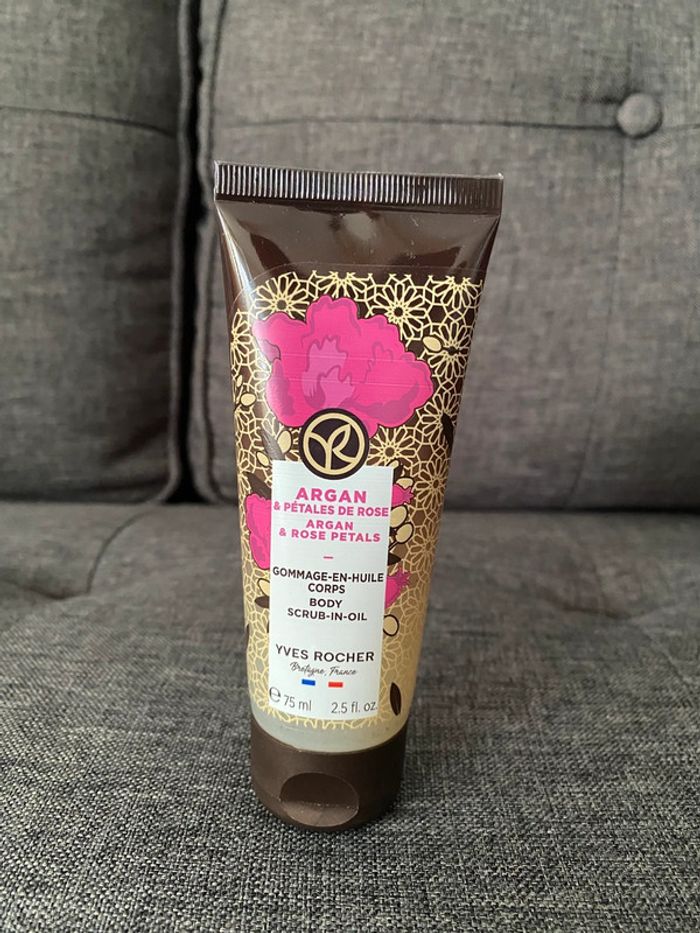 ARGAN
& PÉTALES DE ROSE
ARGAN
& ROSE PETALS
GOMMAGE-EN-HUILE
CORPS
BODY
SCRUB-IN-OIL
YVES ROCHER
Bretagne, France
℮ 75 ml 2.5 fl. oz.